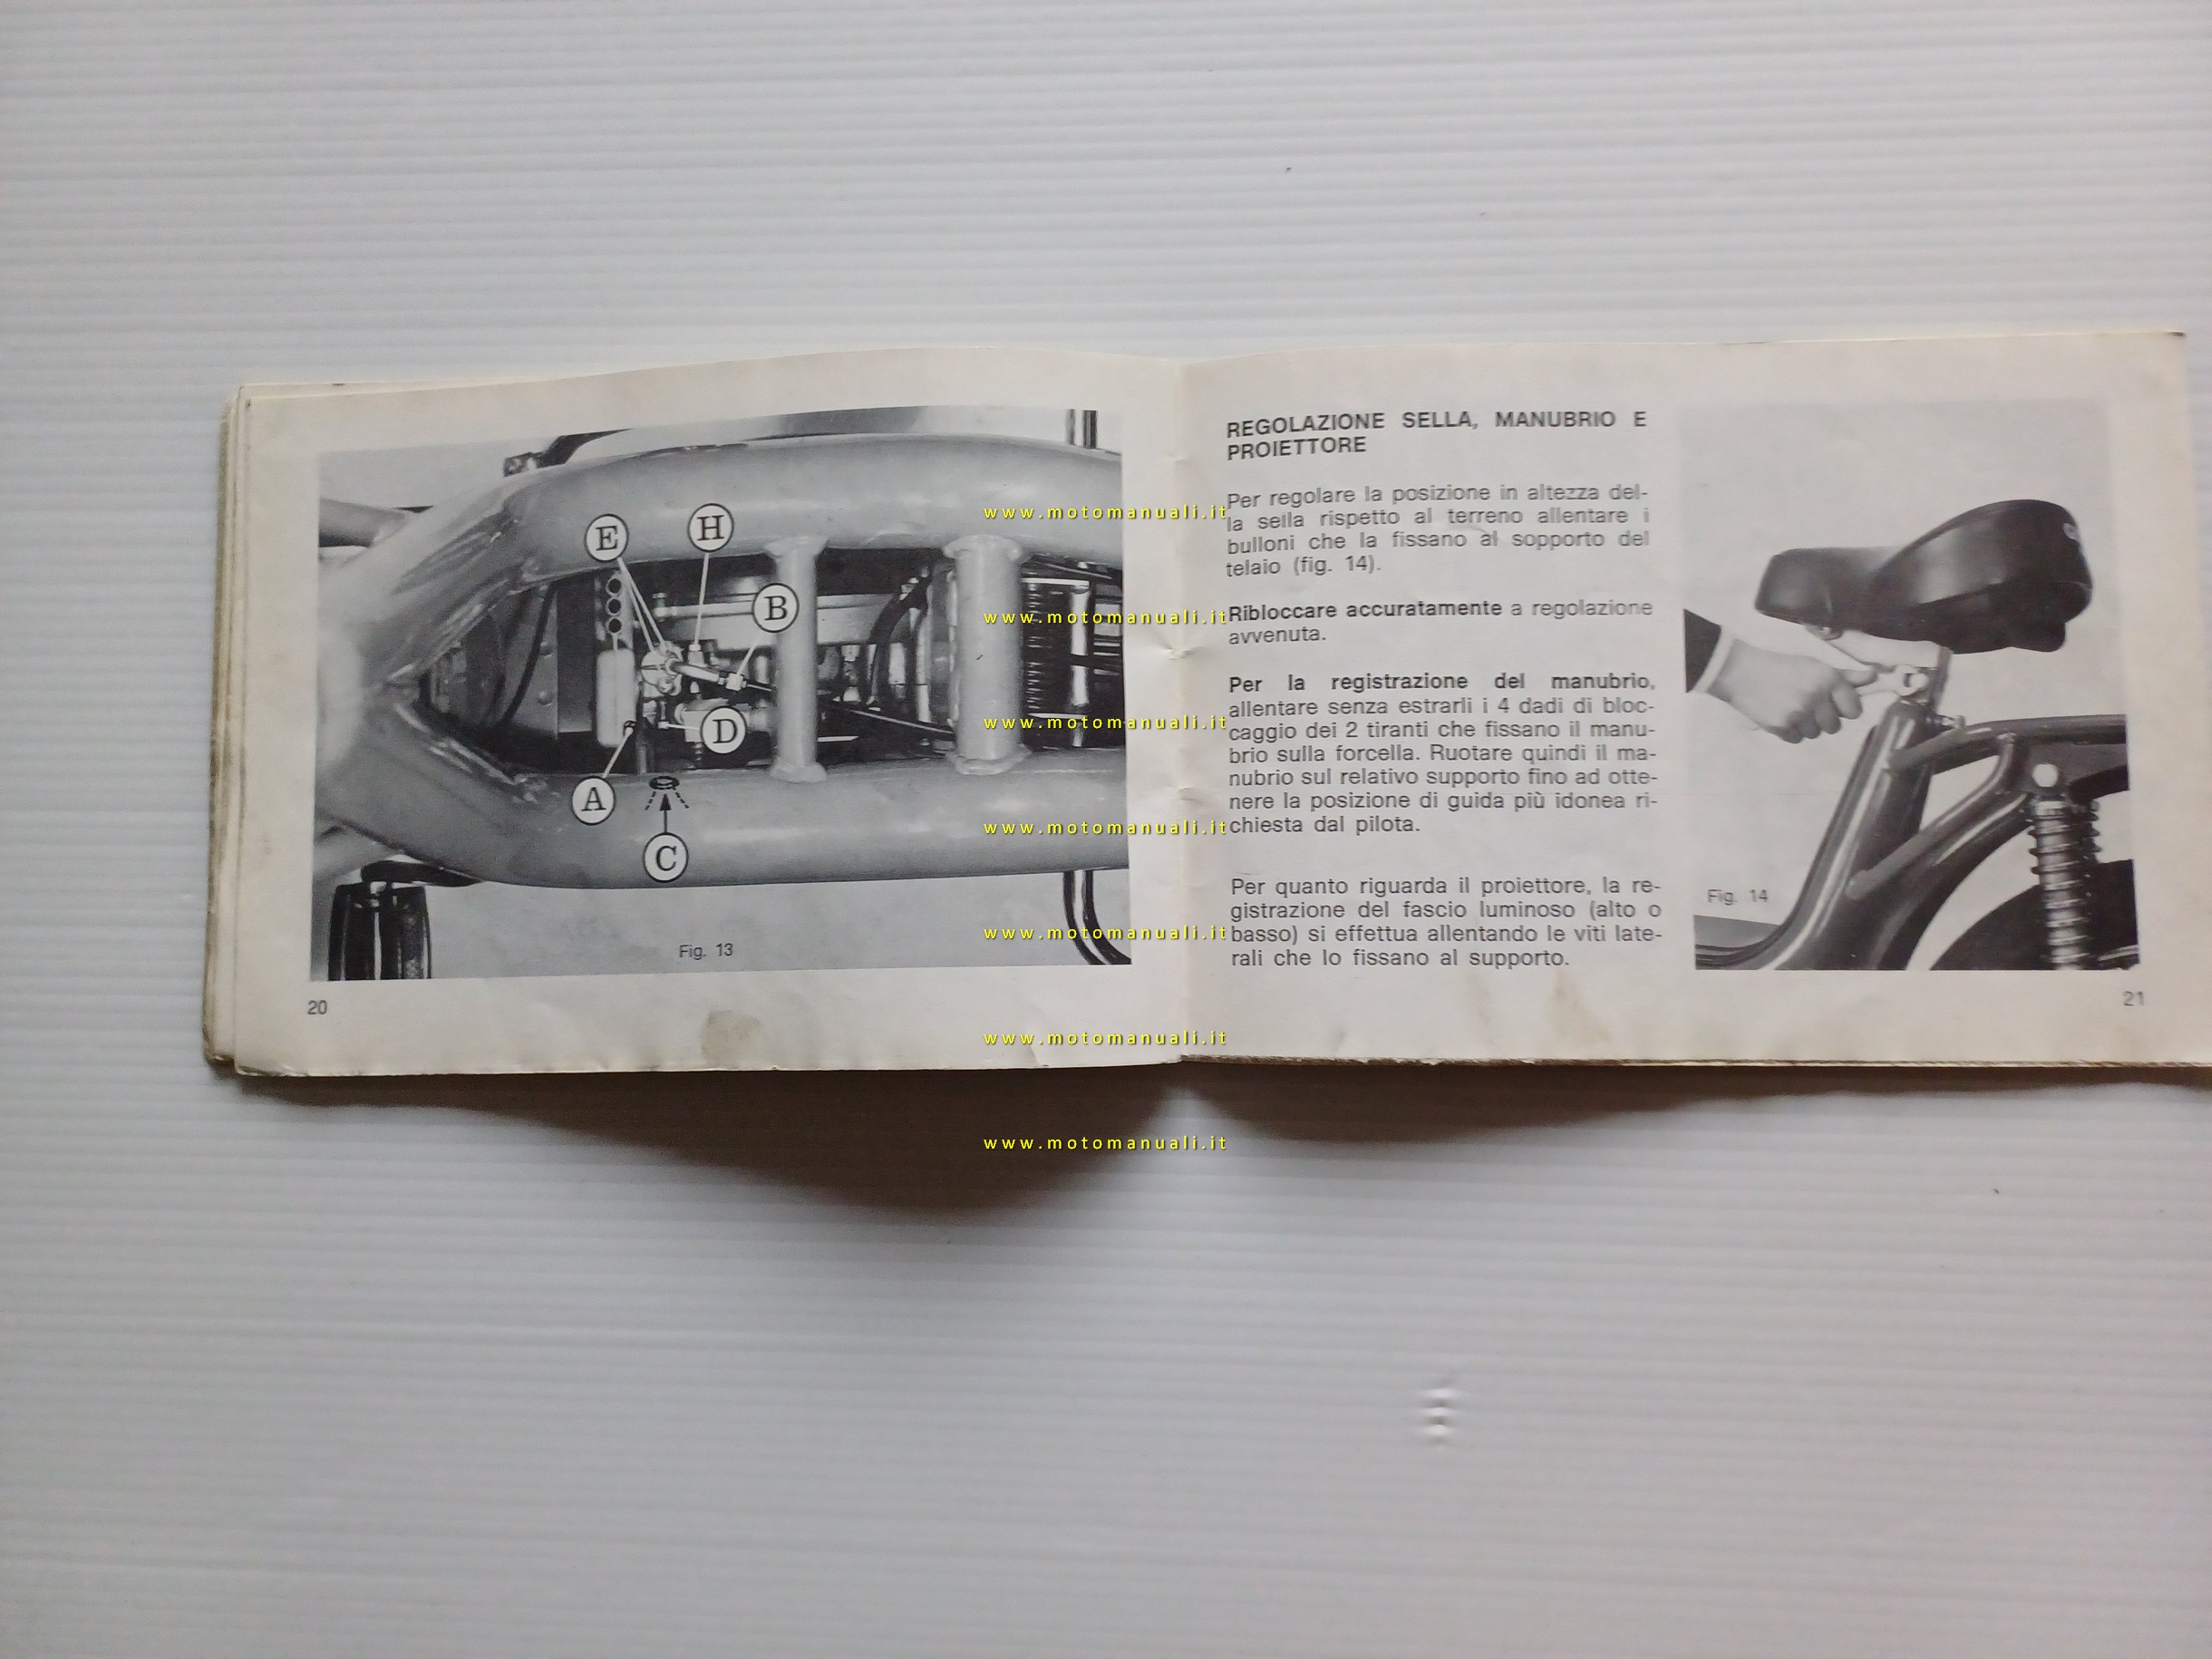 E
H
B
D
A
C
Fig. 13
20
REGOLAZIONE SELLA, MANUBRIO E
PROIETTORE
Per regolare la posizione in altezza del-
la sella rispetto al terreno allentare i
bulloni che la fissano al sopporto del
telaio (fig. 14).
Ribloccare accuratamente a regolazione
avvenuta.
Per la registrazione del manubrio,
allentare senza estrarli i 4 dadi di bloc-
caggio dei 2 tiranti che fissano il manu-
brio sulla forcella. Ruotare quindi il ma-
nubrio sul relativo supporto fino ad otte-
nere la posizione di guida più idonea ri-
chiesta dal pilota.
Per quanto riguarda il proiettore, la re-
gistrazione del fascio luminoso (alto o
basso) si effettua allentando le viti late-
rali che lo fissano al supporto.
Fig. 14
21
www.motomanuali.it
www.motomanuali.it
www.motomanuali.it
www.motomanuali.it
www.motomanuali.it
www.motomanuali.it
www.motomanuali.it